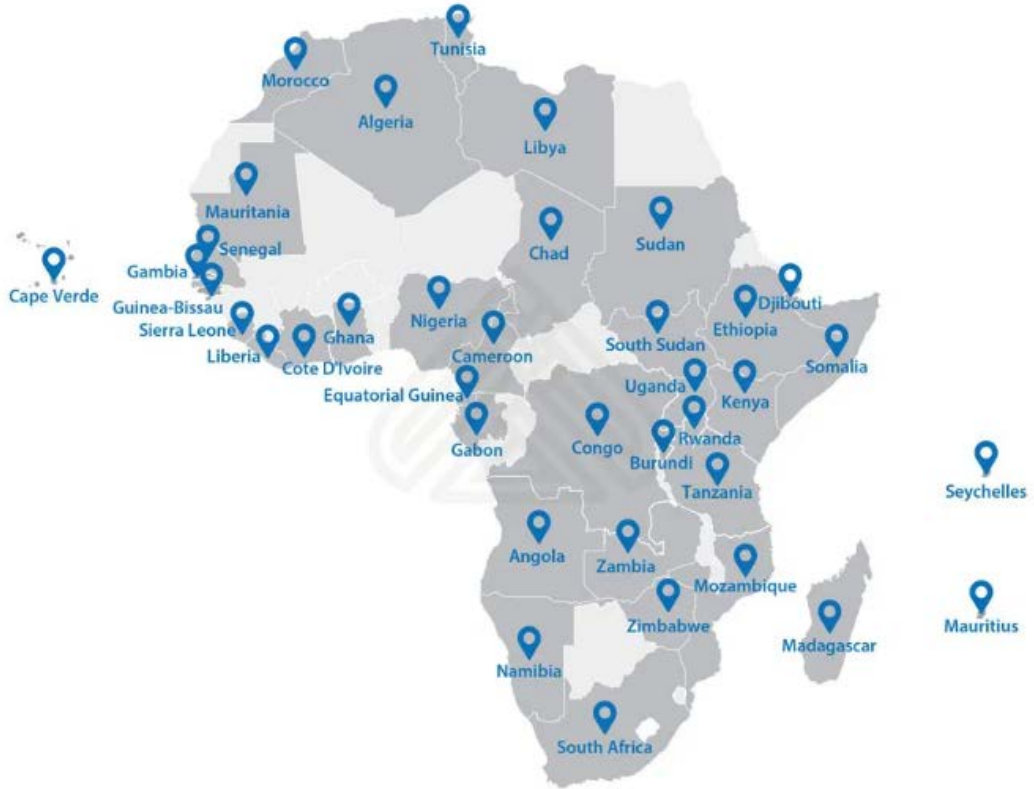 Tunisia
Morocco
Algeria
Libya
Mauritania
Senegal
Chad
Sudan
Gambia
Cape Verde
Guinea-Bissau
Djibouti
Nigeria
Ethiopia
Sierra Leone
Ghana
South Sudan
Liberia
Cote D'Ivoire
Cameroon
Somalia
Equatorial Guinea
Uganda
Kenya
Gabon
Congo
Rwanda
Burundi
Tanzania
Seychelles
Angola
Zambia
Mozambique
Zimbabwe
Mauritius
Madagascar
Namibia
South Africa